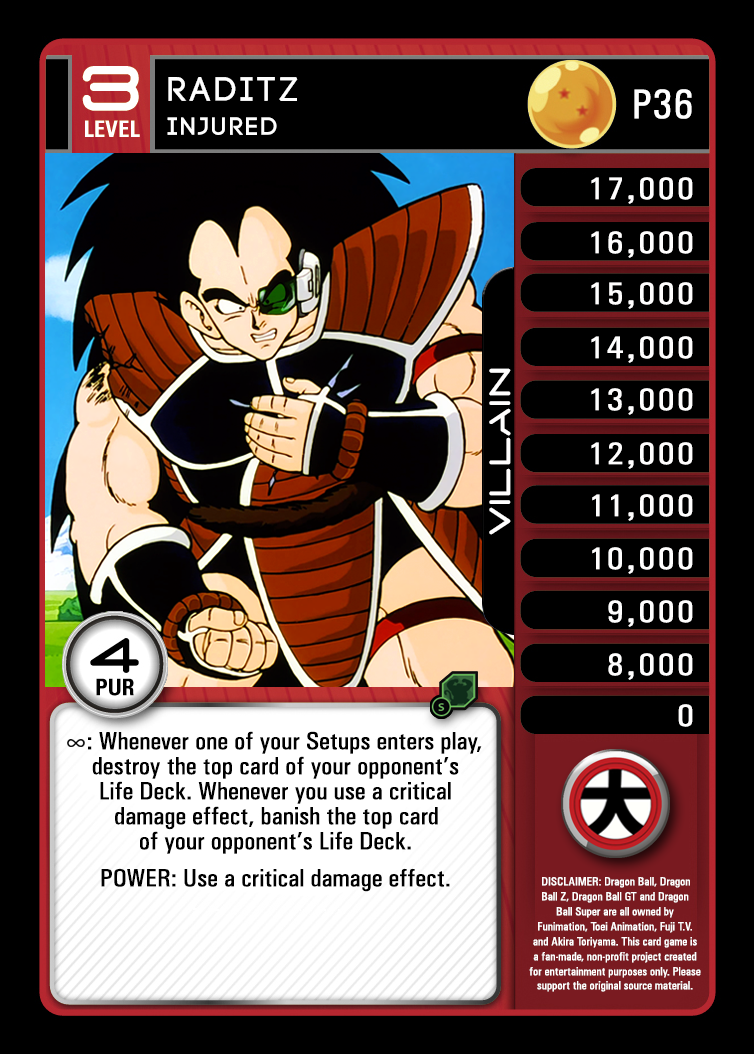 3
LEVEL
RADITZ
INJURED
P36
17,000
16,000
15,000
14,000
13,000
12,000
11,000
10,000
9,000
8,000
0
VILLAIN
4
PUR
S
∞: Whenever one of your Setups enters play,
destroy the top card of your opponent's
Life Deck. Whenever you use a critical
damage effect, banish the top card
of your opponent's Life Deck.
POWER: Use a critical damage effect.
大
DISCLAIMER: Dragon Ball, Dragon
Ball Z, Dragon Ball GT and Dragon
Ball Super are all owned by
Funimation, Toei Animation, Fuji T.V.
and Akira Toriyama. This card game is
a fan-made, non-profit project created
for entertainment purposes only. Please
support the original source material.